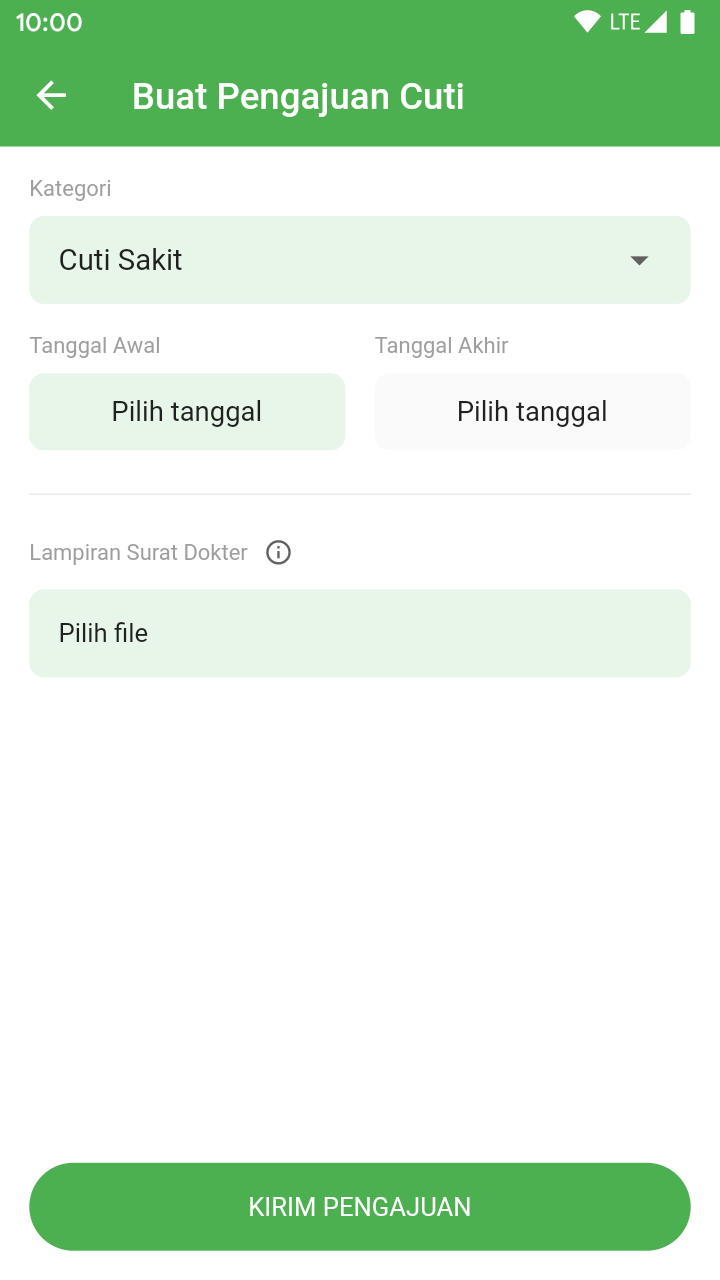 10:00 LTE
Buat Pengajuan Cuti
Kategori
Cuti Sakit
Tanggal Awal Tanggal Akhir
Pilih tanggal Pilih tanggal
Lampiran Surat Dokter
Pilih file
KIRIM PENGAJUAN